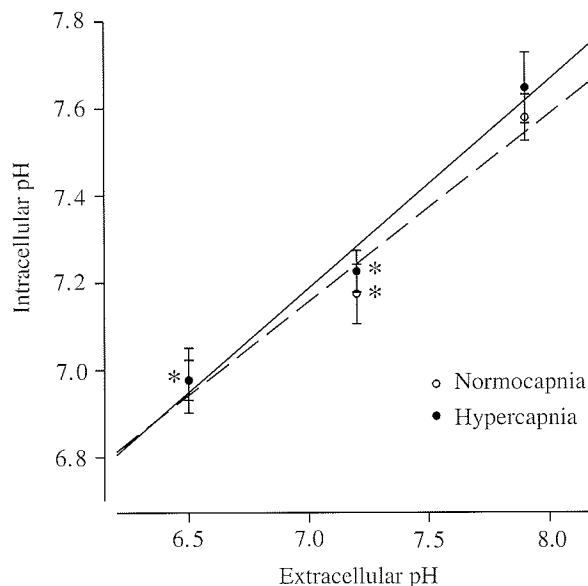 7.8
7.6
7.4
7.2
7.0
6.8
Intracellular pH
*
*
*
○ Normocapnia
● Hypercapnia
6.5 7.0 7.5 8.0
Extracellular pH